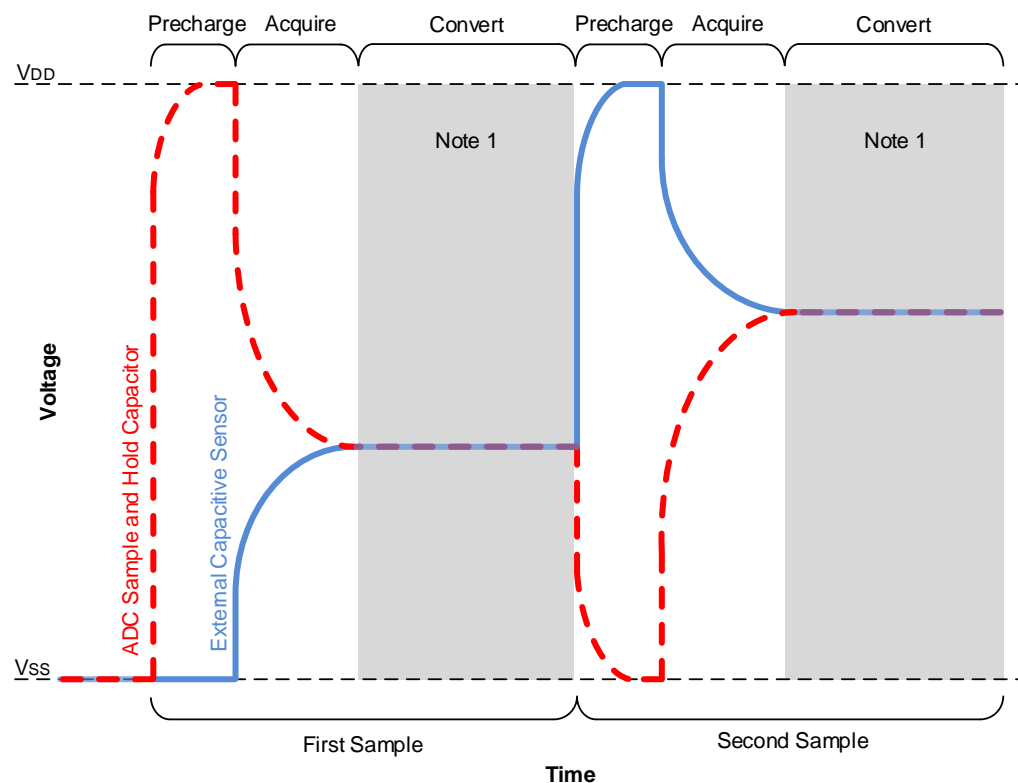 Precharge Acquire Convert Precharge Acquire Convert
VDD
Note 1 Note 1
Voltage
ADC Sample and Hold Capacitor
External Capacitive Sensor
VSS
First Sample Second Sample
Time